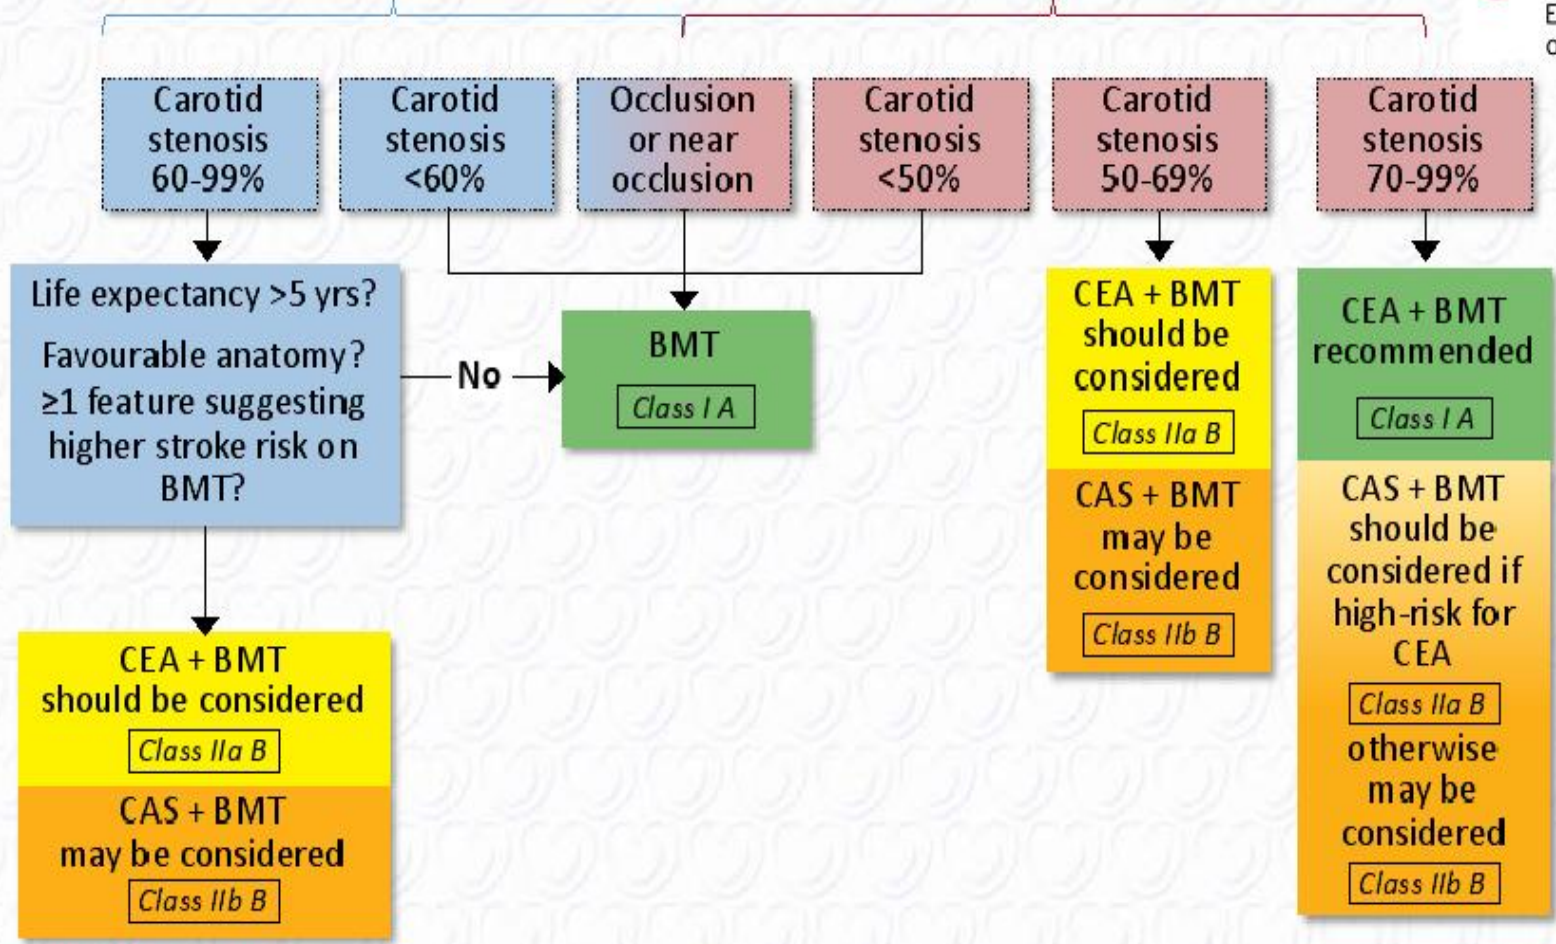 E
o
Carotid
stenosis
60-99%
Carotid
stenosis
<60%
Occlusion
or near
occlusion
Carotid
stenosis
<50%
Carotid
stenosis
50-69%
Carotid
stenosis
70-99%
Life expectancy >5 yrs?
Favourable anatomy?
≥1 feature suggesting
higher stroke risk on
BMT?
No
BMT
Class I A
CEA + BMT
should be
considered
Class IIa B
CAS + BMT
may be
considered
Class IIb B
CEA + BMT
recommended
Class I A
CAS + BMT
should be
considered if
high-risk for
CEA
Class IIa B
otherwise
may be
considered
Class IIb B
CEA + BMT
should be considered
Class IIa B
CAS + BMT
may be considered
Class IIb B